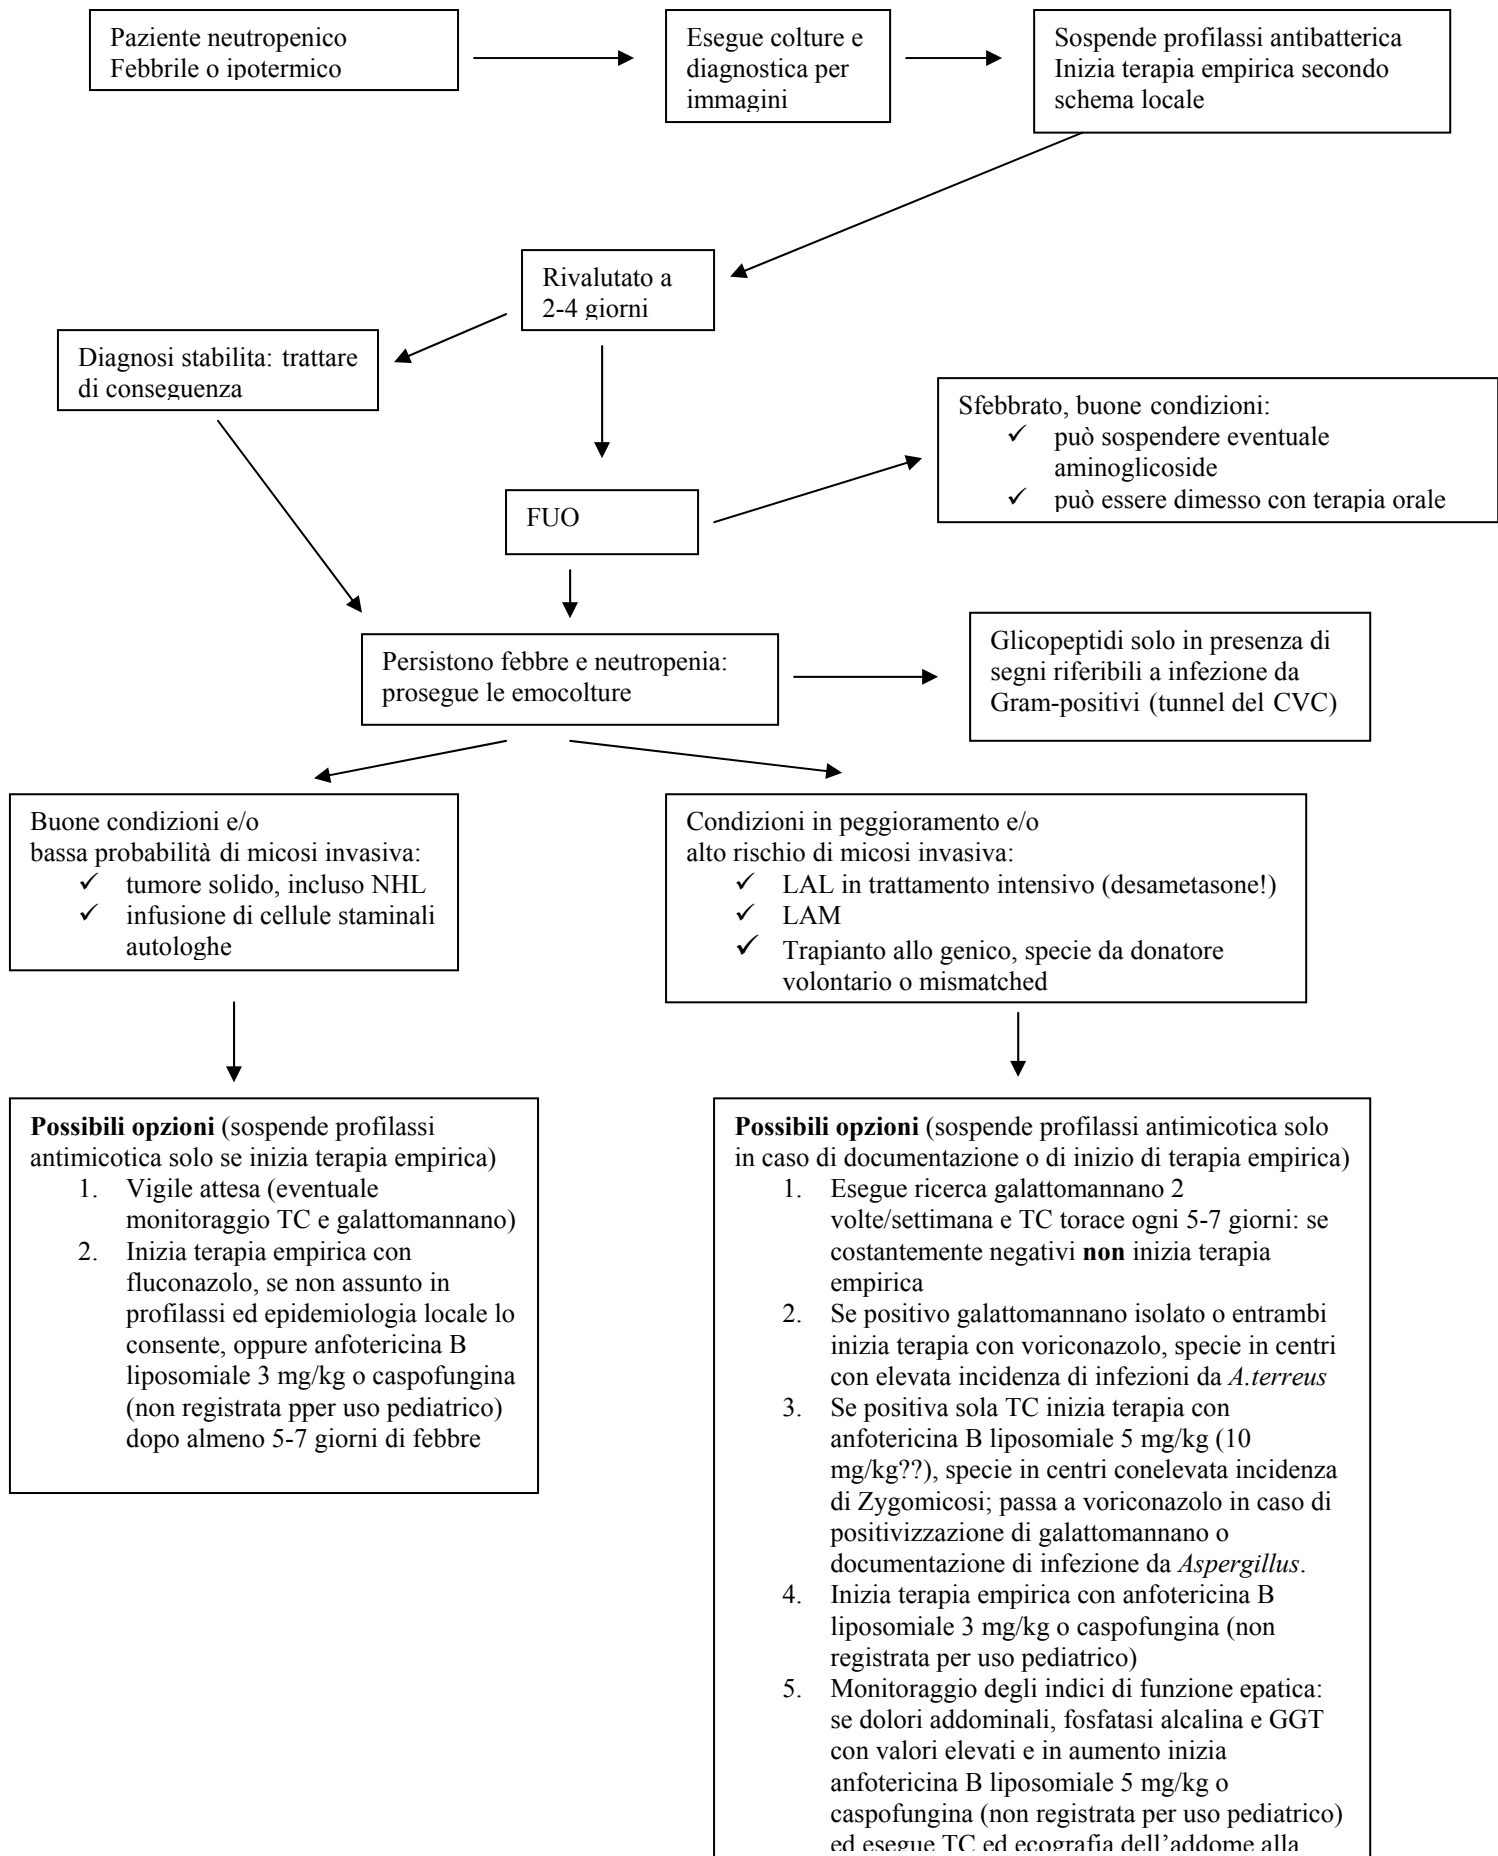 Paziente neutropenico
Febbrile o ipotermico
Esegue colture e
diagnostica per
immagini
Sospende profilassi antibatterica
Inizia terapia empirica secondo
schema locale
Rivalutato a
2-4 giorni
Diagnosi stabilita: trattare
di conseguenza
Sfebbrato, buone condizioni:
✓ può sospendere eventuale
aminoglicoside
✓ può essere dimesso con terapia orale
FUO
Persistono febbre e neutropenia:
prosegue le emocolture
Glicopeptidi solo in presenza di
segni riferibili a infezione da
Gram-positivi (tunnel del CVC)
Buone condizioni e/o
bassa probabilità di micosi invasiva:
✓ tumore solido, incluso NHL
✓ infusione di cellule staminali
autologhe
Condizioni in peggioramento e/o
alto rischio di micosi invasiva:
✓ LAL in trattamento intensivo (desametasone!)
✓ LAM
✓ Trapianto allo genico, specie da donatore
volontario o mismatched
Possibili opzioni (sospende profilassi
antimicotica solo se inizia terapia empirica)
1. Vigile attesa (eventuale
monitoraggio TC e galattomannano)
2. Inizia terapia empirica con
fluconazolo, se non assunto in
profilassi ed epidemiologia locale lo
consente, oppure anfotericina B
liposomiale 3 mg/kg o caspofungina
(non registrata pper uso pediatrico)
dopo almeno 5-7 giorni di febbre
Possibili opzioni (sospende profilassi antimicotica solo
in caso di documentazione o di inizio di terapia empirica)
1. Esegue ricerca galattomannano 2
volte/settimana e TC torace ogni 5-7 giorni: se
costantemente negativi non inizia terapia
empirica
2. Se positivo galattomannano isolato o entrambi
inizia terapia con voriconazolo, specie in centri
con elevata incidenza di infezioni da A.terreus
3. Se positiva sola TC inizia terapia con
anfotericina B liposomiale 5 mg/kg (10
mg/kg??), specie in centri conelevata incidenza
di Zygomicosi; passa a voriconazolo in caso di
positivizzazione di galattomannano o
documentazione di infezione da Aspergillus.
4. Inizia terapia empirica con anfotericina B
liposomiale 3 mg/kg o caspofungina (non
registrata per uso pediatrico)
5. Monitoraggio degli indici di funzione epatica:
se dolori addominali, fosfatasi alcalina e GGT
con valori elevati e in aumento inizia
anfotericina B liposomiale 5 mg/kg o
caspofungina (non registrata per uso pediatrico)
ed esegue TC ed ecografia dell'addome alla